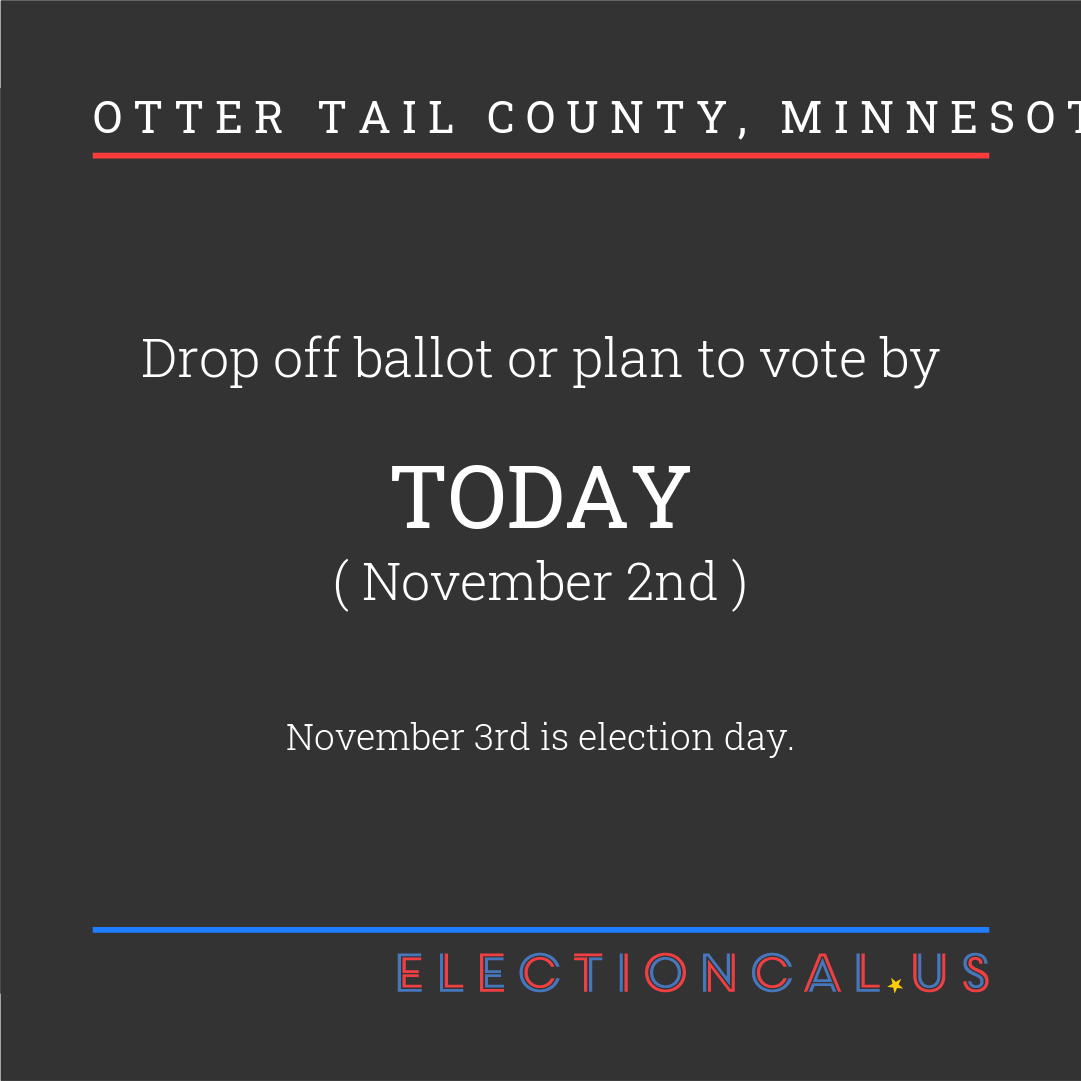 OTTER TAIL COUNTY, MINNESOT
Drop off ballot or plan to vote by
TODAY
( November 2nd )
November 3rd is election day.
ELECTIONCAL.US